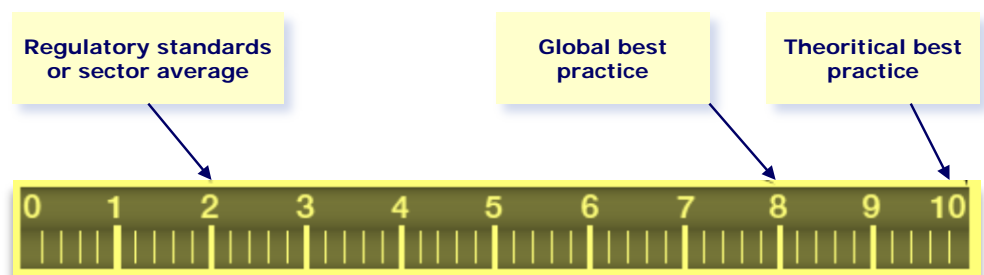 Regulatory standards
or sector average
Global best
practice
Theoritical best
practice
0 1 2 3 4 5 6 7 8 9 10